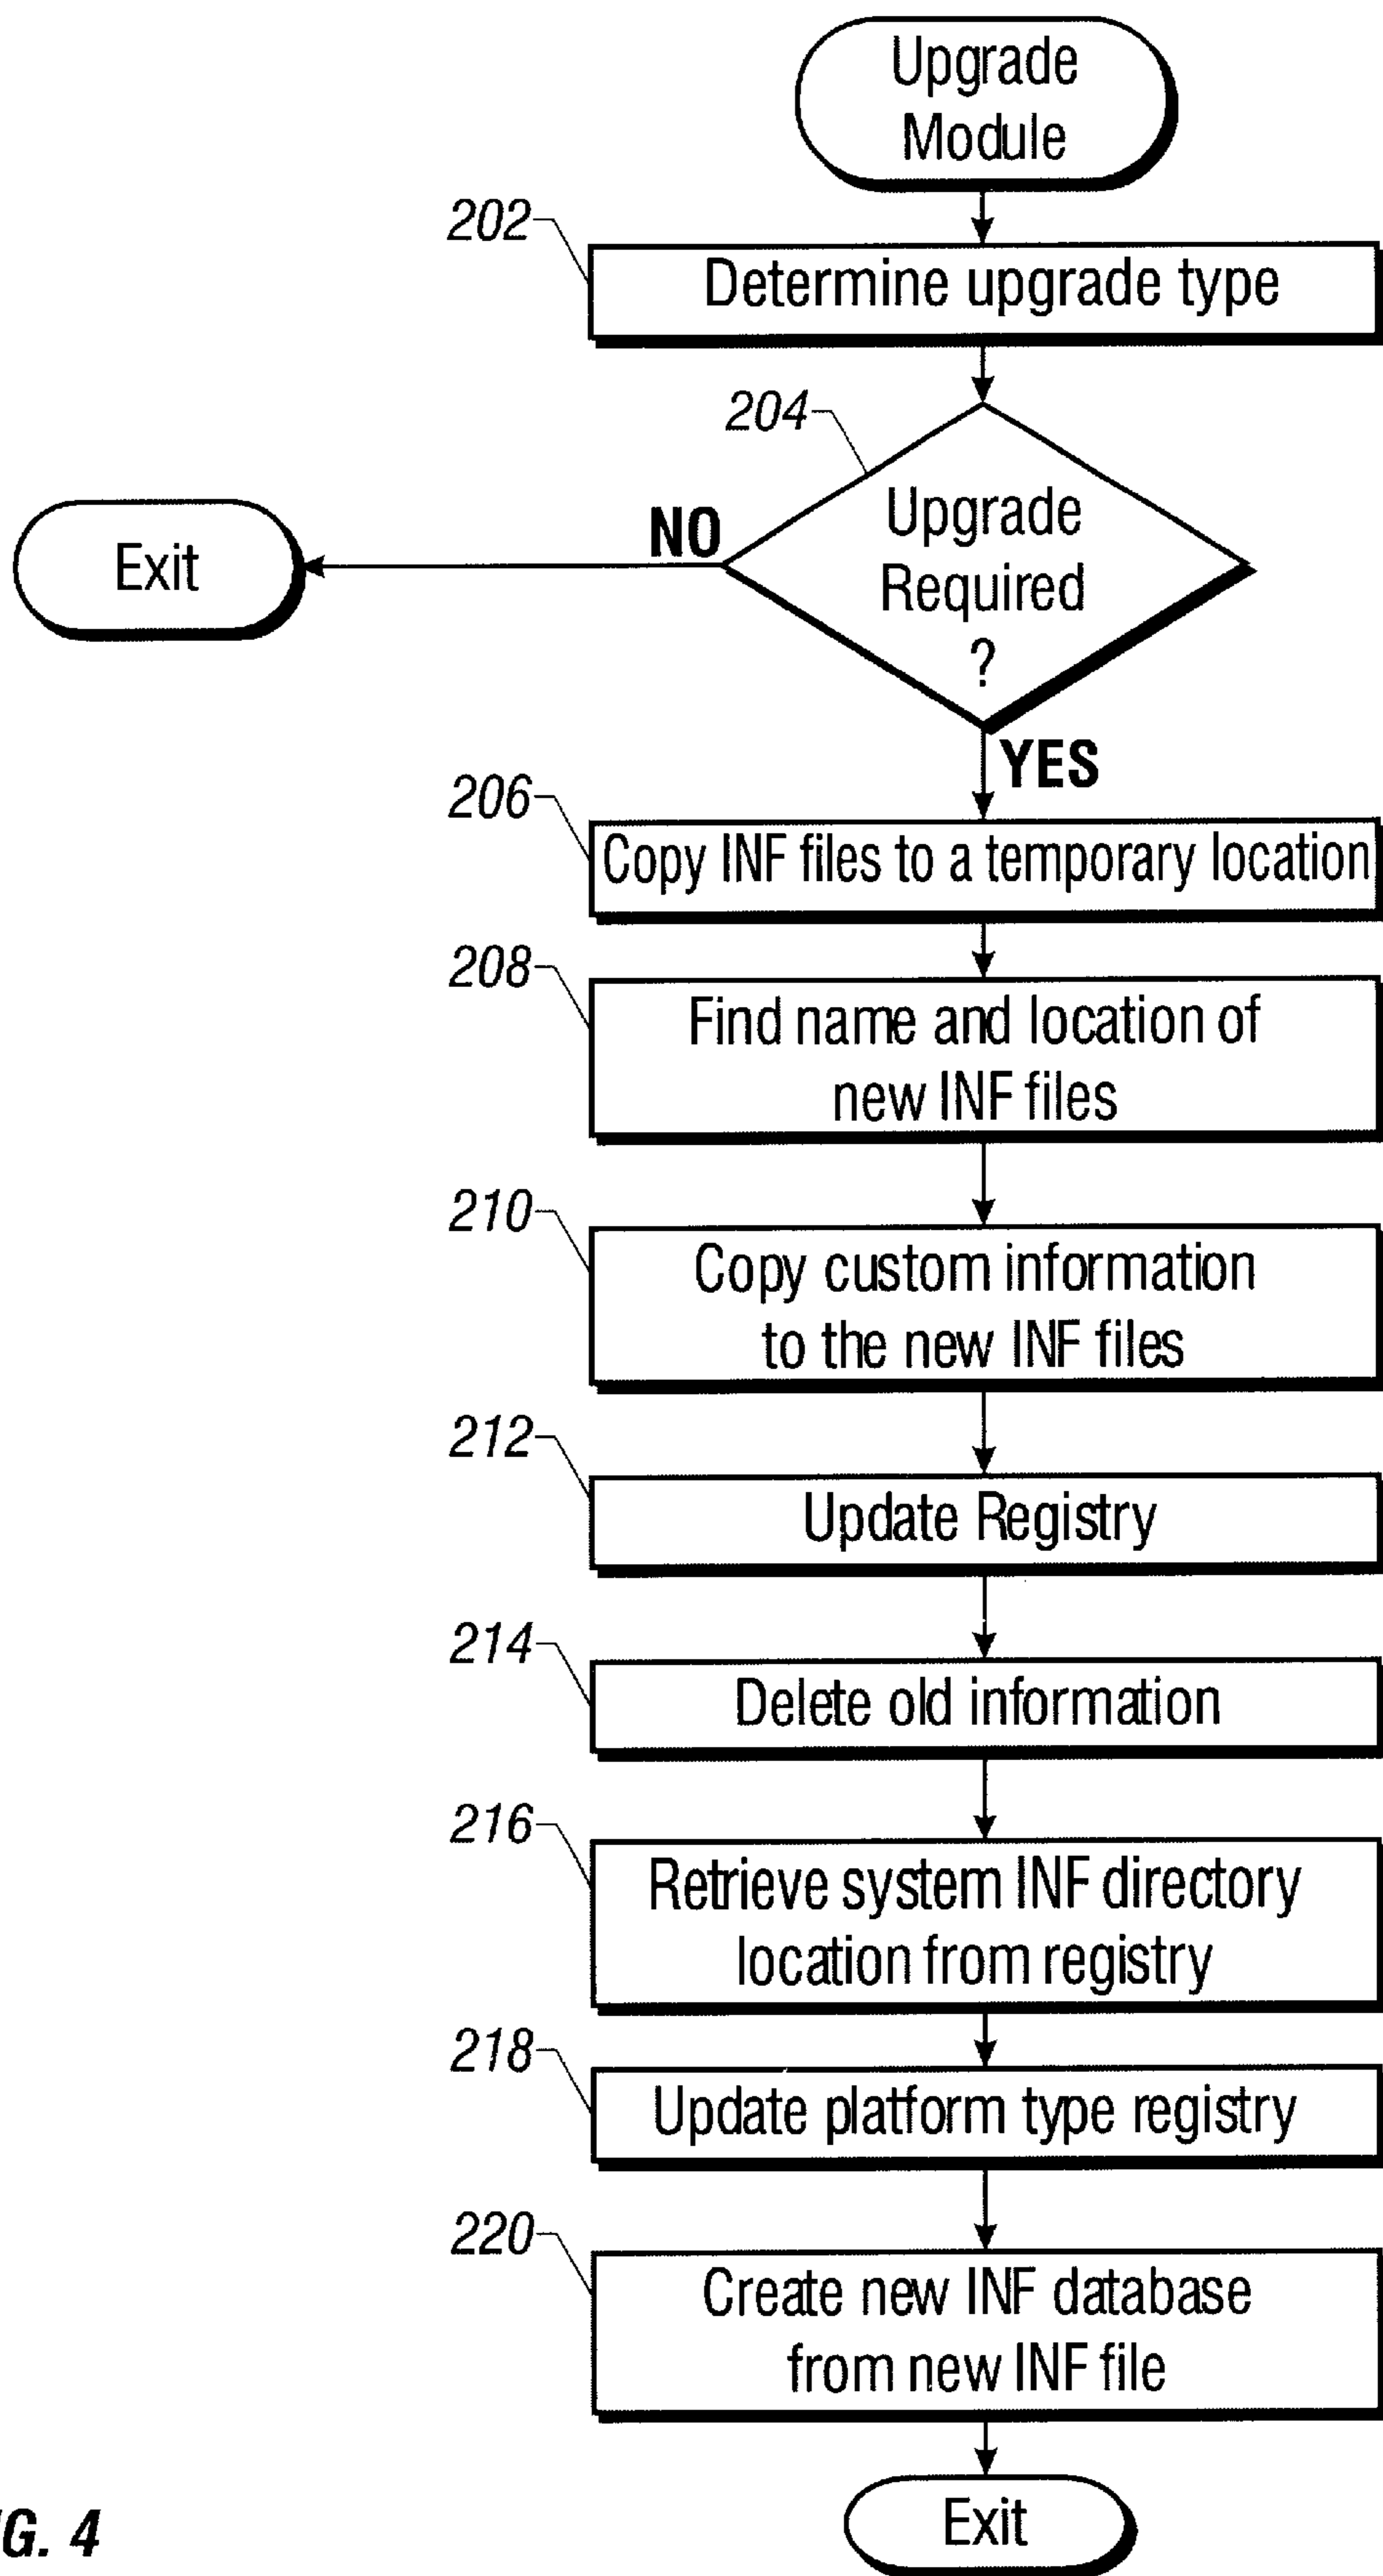 Upgrade
Module
202
Determine upgrade type
204
Upgrade
Required
?
NO
Exit
YES
206
Copy INF files to a temporary location
208
Find name and location of
new INF files
210
Copy custom information
to the new INF files
212
Update Registry
214
Delete old information
216
Retrieve system INF directory
location from registry
218
Update platform type registry
220
Create new INF database
from new INF file
Exit
G. 4